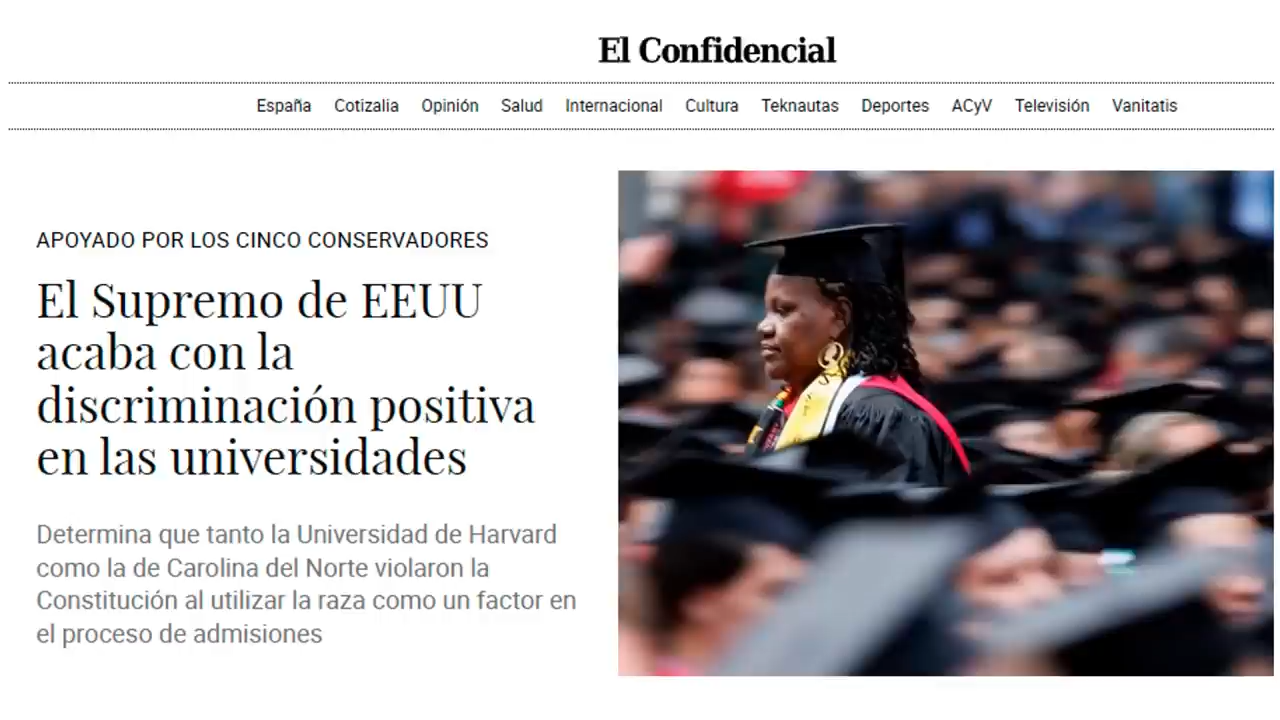 El Confidencial
España Cotizalia Opinión Salud Internacional Cultura Teknautas Deportes ACyV Televisión Vanitatis
APOYADO POR LOS CINCO CONSERVADORES
El Supremo de EEUU
acaba con la
discriminación positiva
en las universidades
Determina que tanto la Universidad de Harvard
como la de Carolina del Norte violaron la
Constitución al utilizar la raza como un factor en
el proceso de admisiones